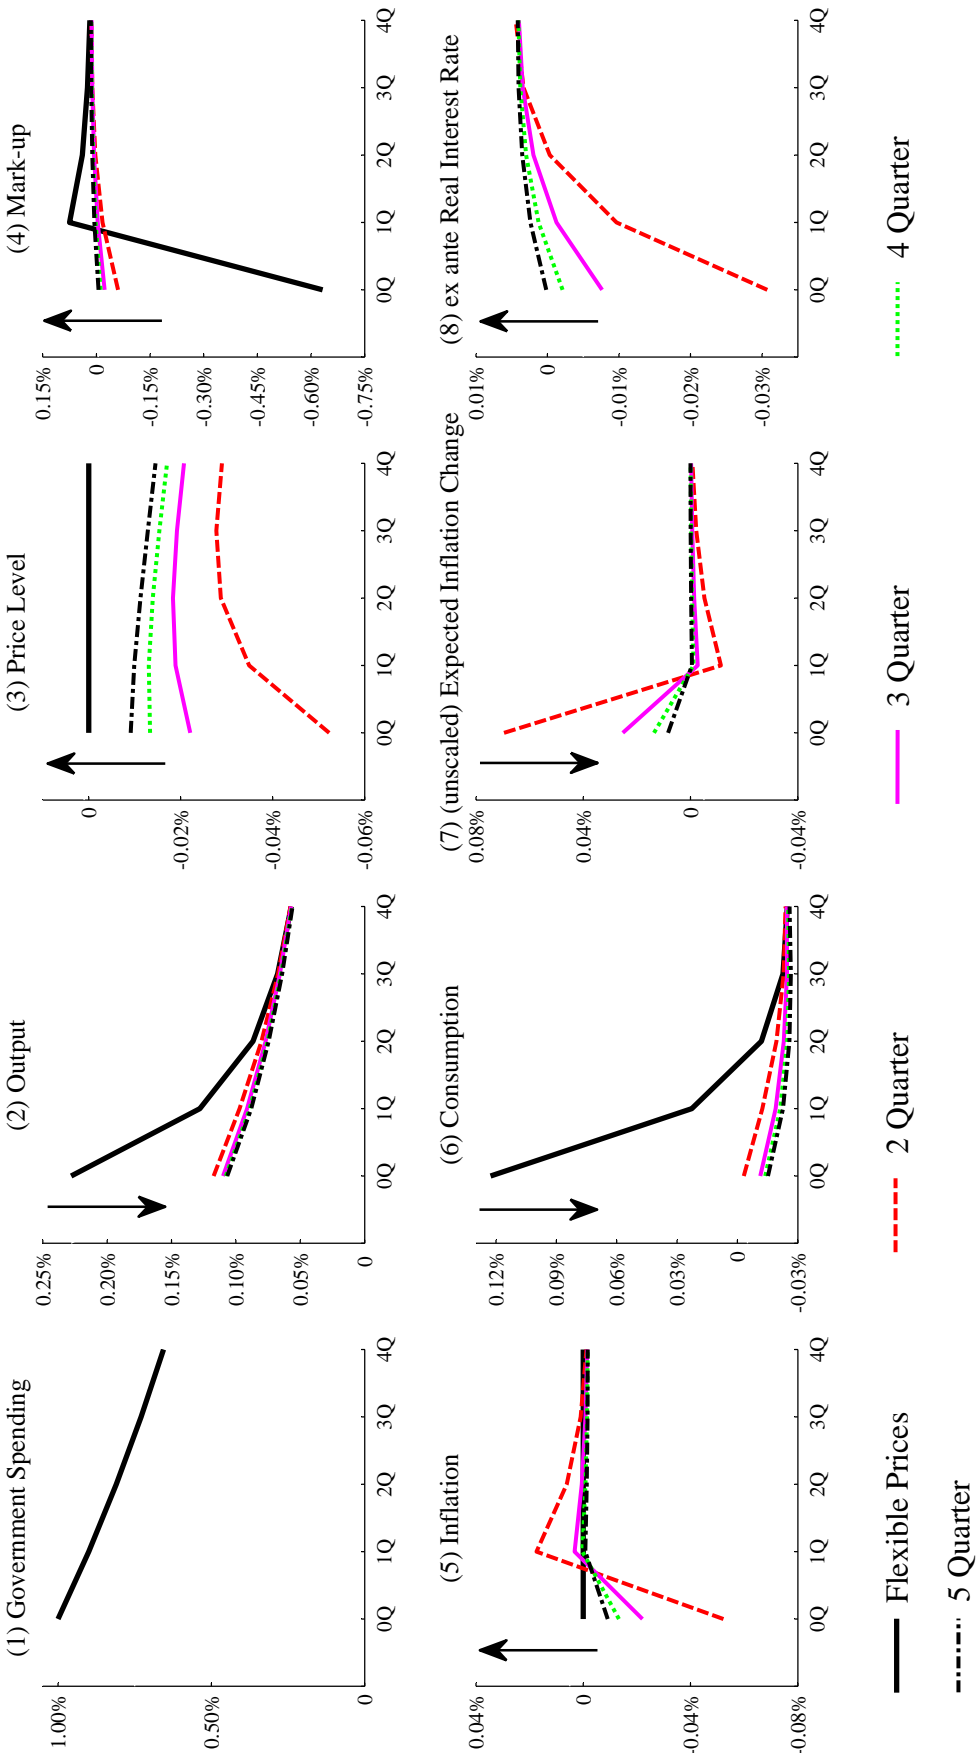 (1) Government Spending
1.00%
0.50%
0
0Q 1Q 2Q 3Q 4Q
(2) Output
0.25%
0.20%
0.15%
0.10%
0.05%
0
0Q 1Q 2Q 3Q 4Q
(3) Price Level
0
-0.02%
-0.04%
-0.06%
0Q 1Q 2Q 3Q 4Q
(4) Mark-up
0.15%
0
-0.15%
-0.30%
-0.45%
-0.60%
-0.75%
0Q 1Q 2Q 3Q 4Q
(5) Inflation
0.04%
0
-0.04%
-0.08%
0Q 1Q 2Q 3Q 4Q
(6) Consumption
0.12%
0.09%
0.06%
0.03%
0
-0.03%
0Q 1Q 2Q 3Q 4Q
(7) (unscaled) Expected Inflation Change
0.08%
0.04%
0
-0.04%
0Q 1Q 2Q 3Q 4Q
(8) ex ante Real Interest Rate
0.01%
0
-0.01%
-0.02%
-0.03%
0Q 1Q 2Q 3Q 4Q
Flexible Prices 2 Quarter 3 Quarter 4 Quarter
5 Quarter